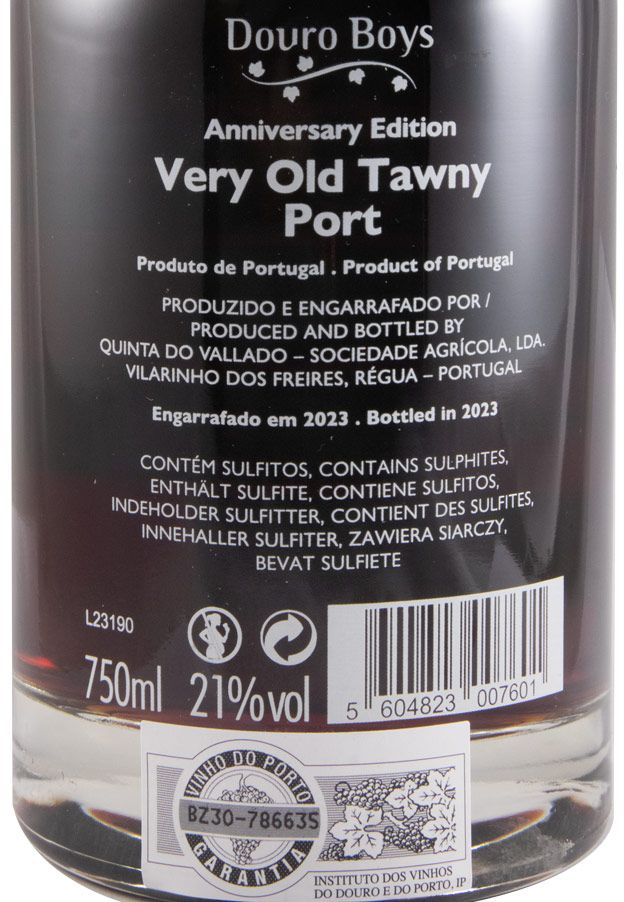 Douro Boys
Anniversary Edition
Very Old Tawny
Port
Produto de Portugal . Product of Portugal
PRODUZIDO E ENGARRAFADO POR /
PRODUCED AND BOTTLED BY
QUINTA DO VALLADO – SOCIEDADE AGRÍCOLA, LDA.
VILARINHO DOS FREIRES, RÉGUA – PORTUGAL
Engarrafado em 2023 . Bottled in 2023
CONTÉM SULFITOS, CONTAINS SULPHITES,
ENTHÄLT SULFITE, CONTIENE SULFITOS,
INDEHOLDER SULFITTER, CONTIENT DES SULFITES,
INNEHALLER SULFITER, ZAWIERA SIARCZY,
BEVAT SULFIETE
L23190
750ml 21%vol
5 604823 007601
VINHO DO PORTO
BZ30-786635
GARANTIA
INSTITUTO DOS VINHOS
DO DOURO E DO PORTO, IP